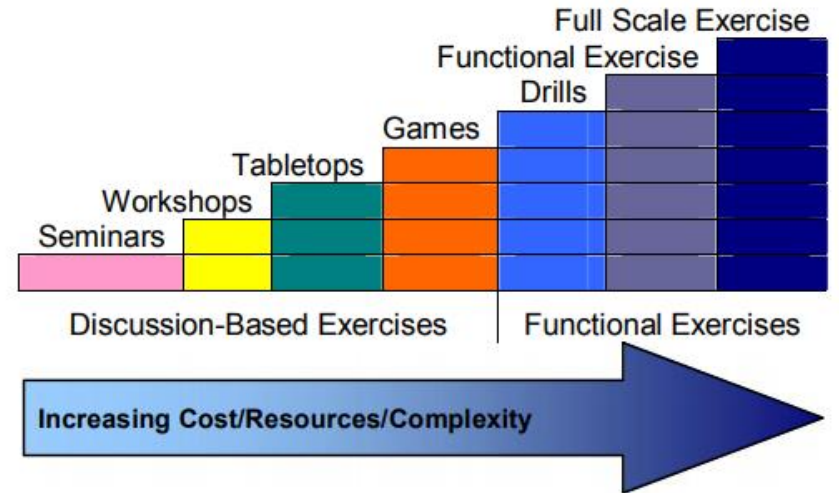 Full Scale Exercise
Functional Exercise
Drills
Games
Tabletops
Workshops
Seminars
Discussion-Based Exercises
Functional Exercises
Increasing Cost/Resources/Complexity